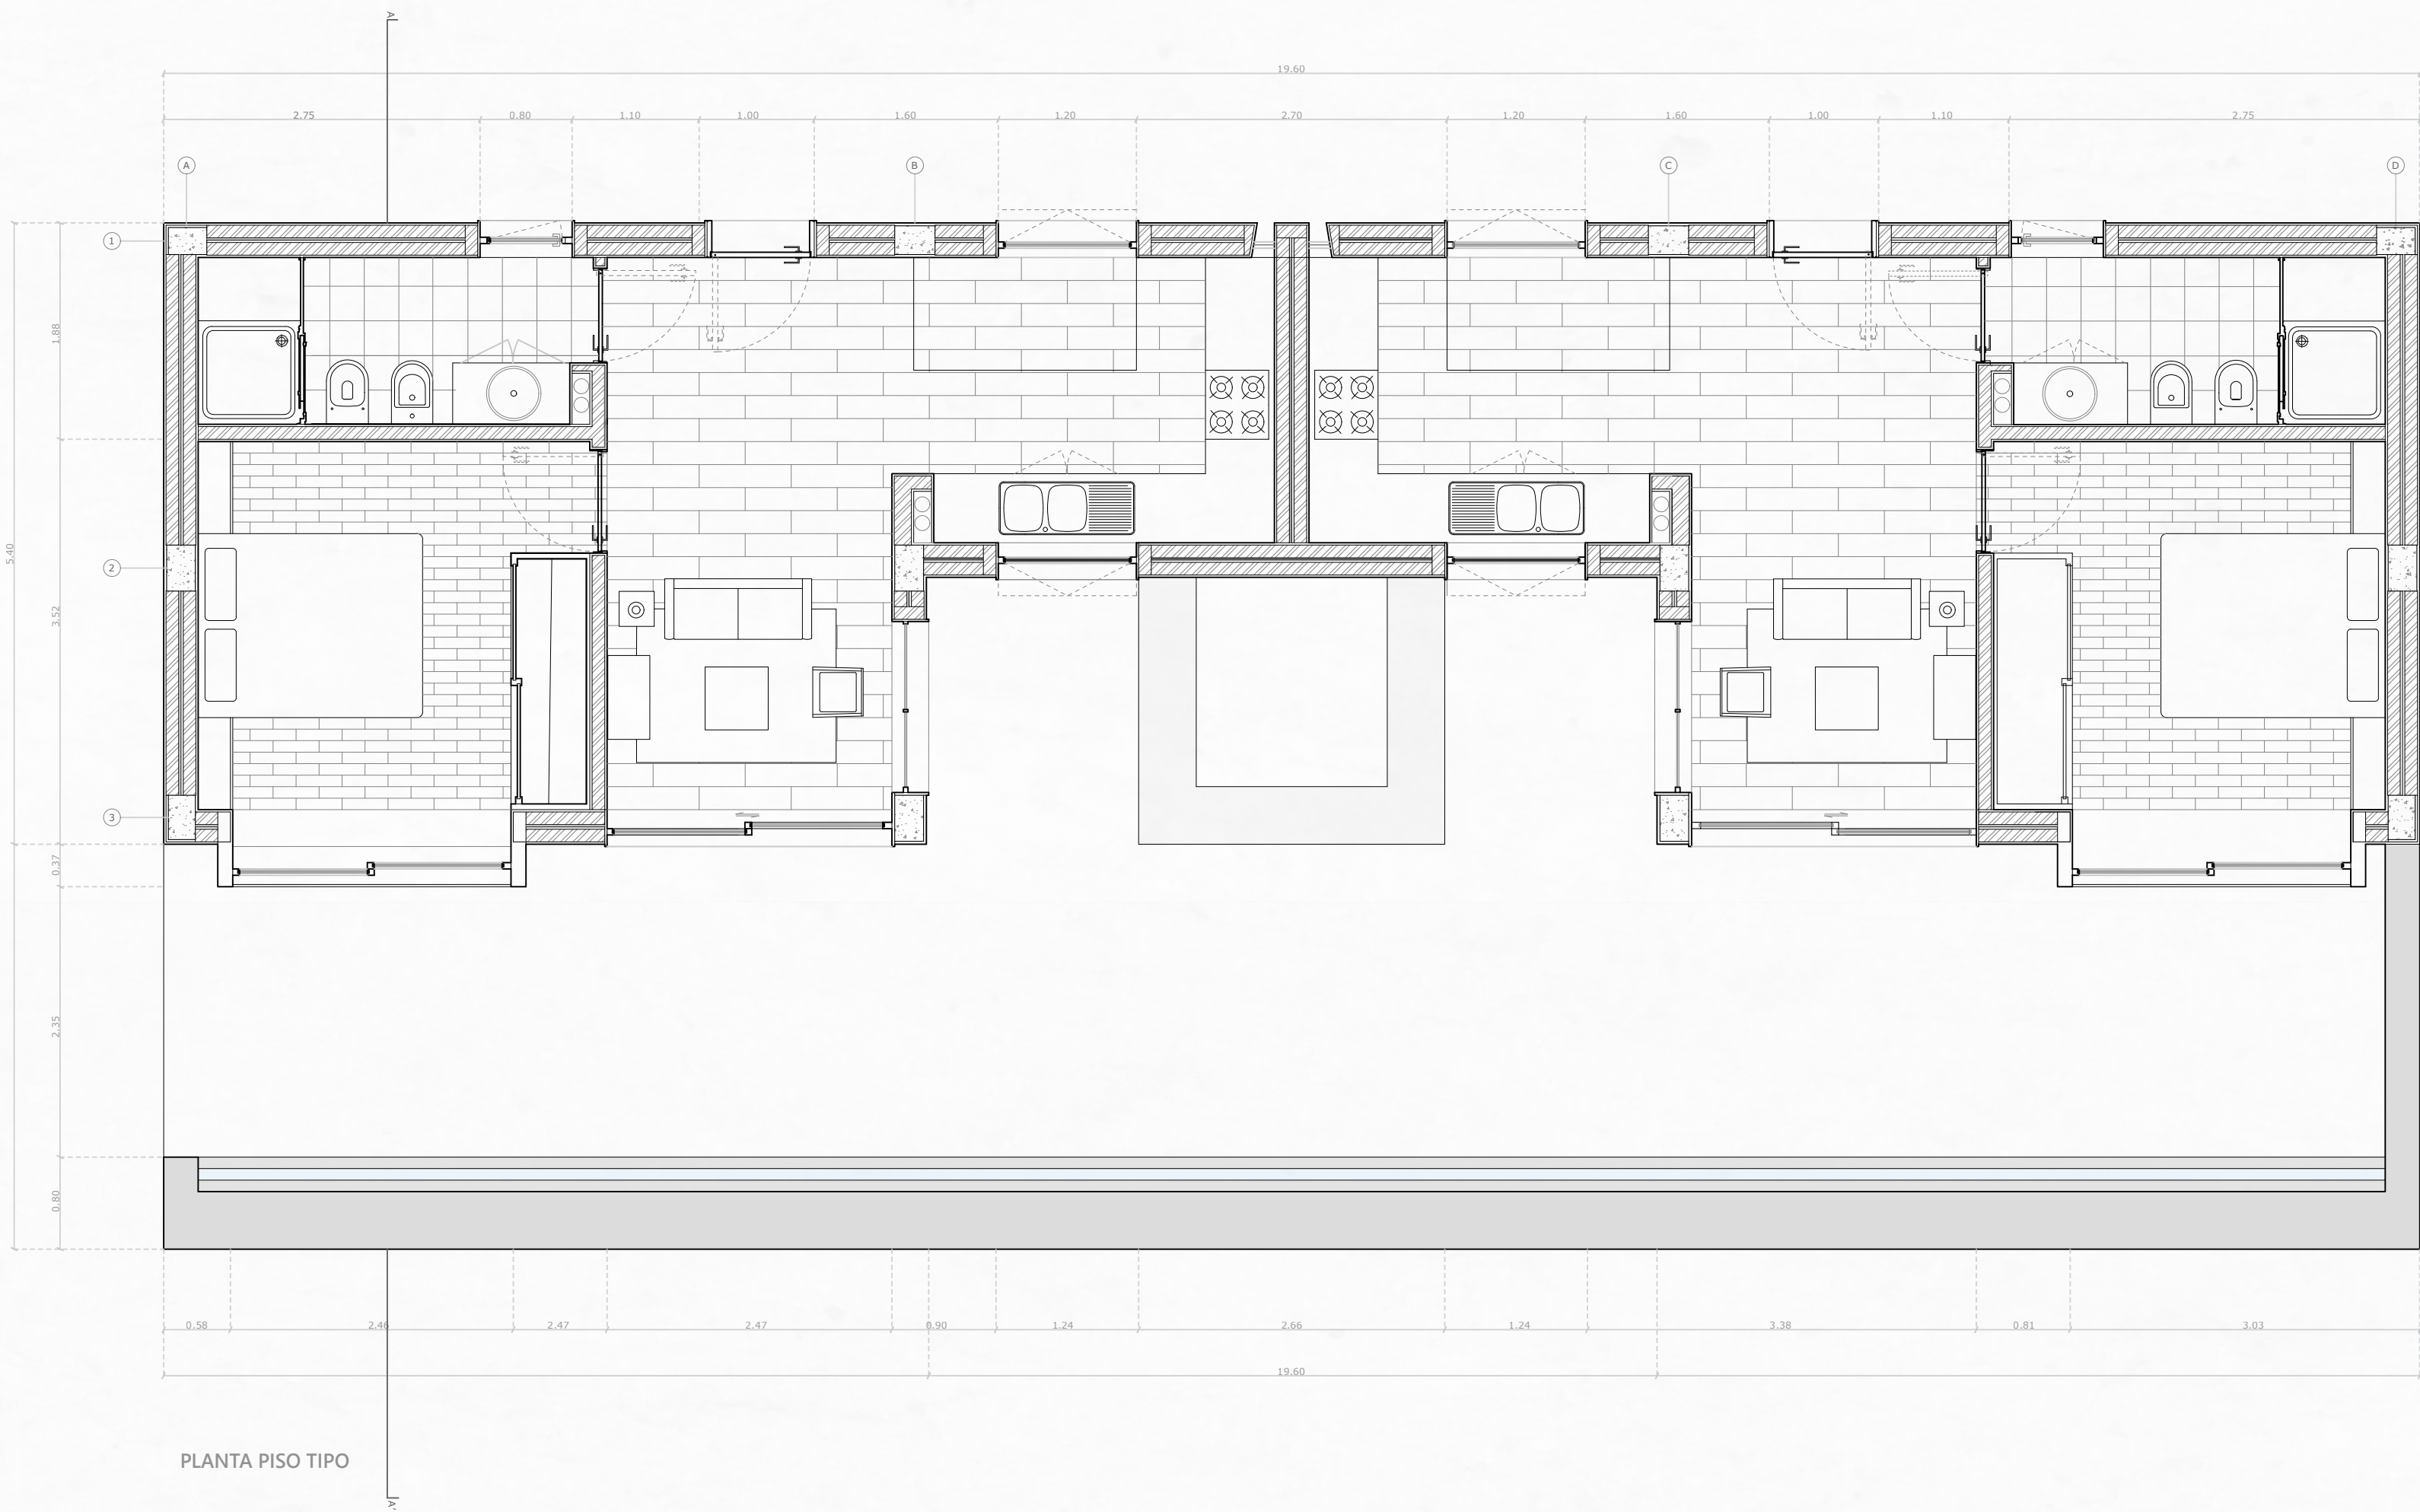 A
19.60
2.75 0.80 1.10 1.00 1.60 1.20 2.70 1.20 1.60 1.00 1.10 2.75
A B C D
1
1.88
2
5.40
3.52
3
0.37
2.35
0.80
0.58 2.46 2.47 2.47 0.90 1.24 2.66 1.24 3.38 0.81 3.03
19.60
PLANTA PISO TIPO
A'